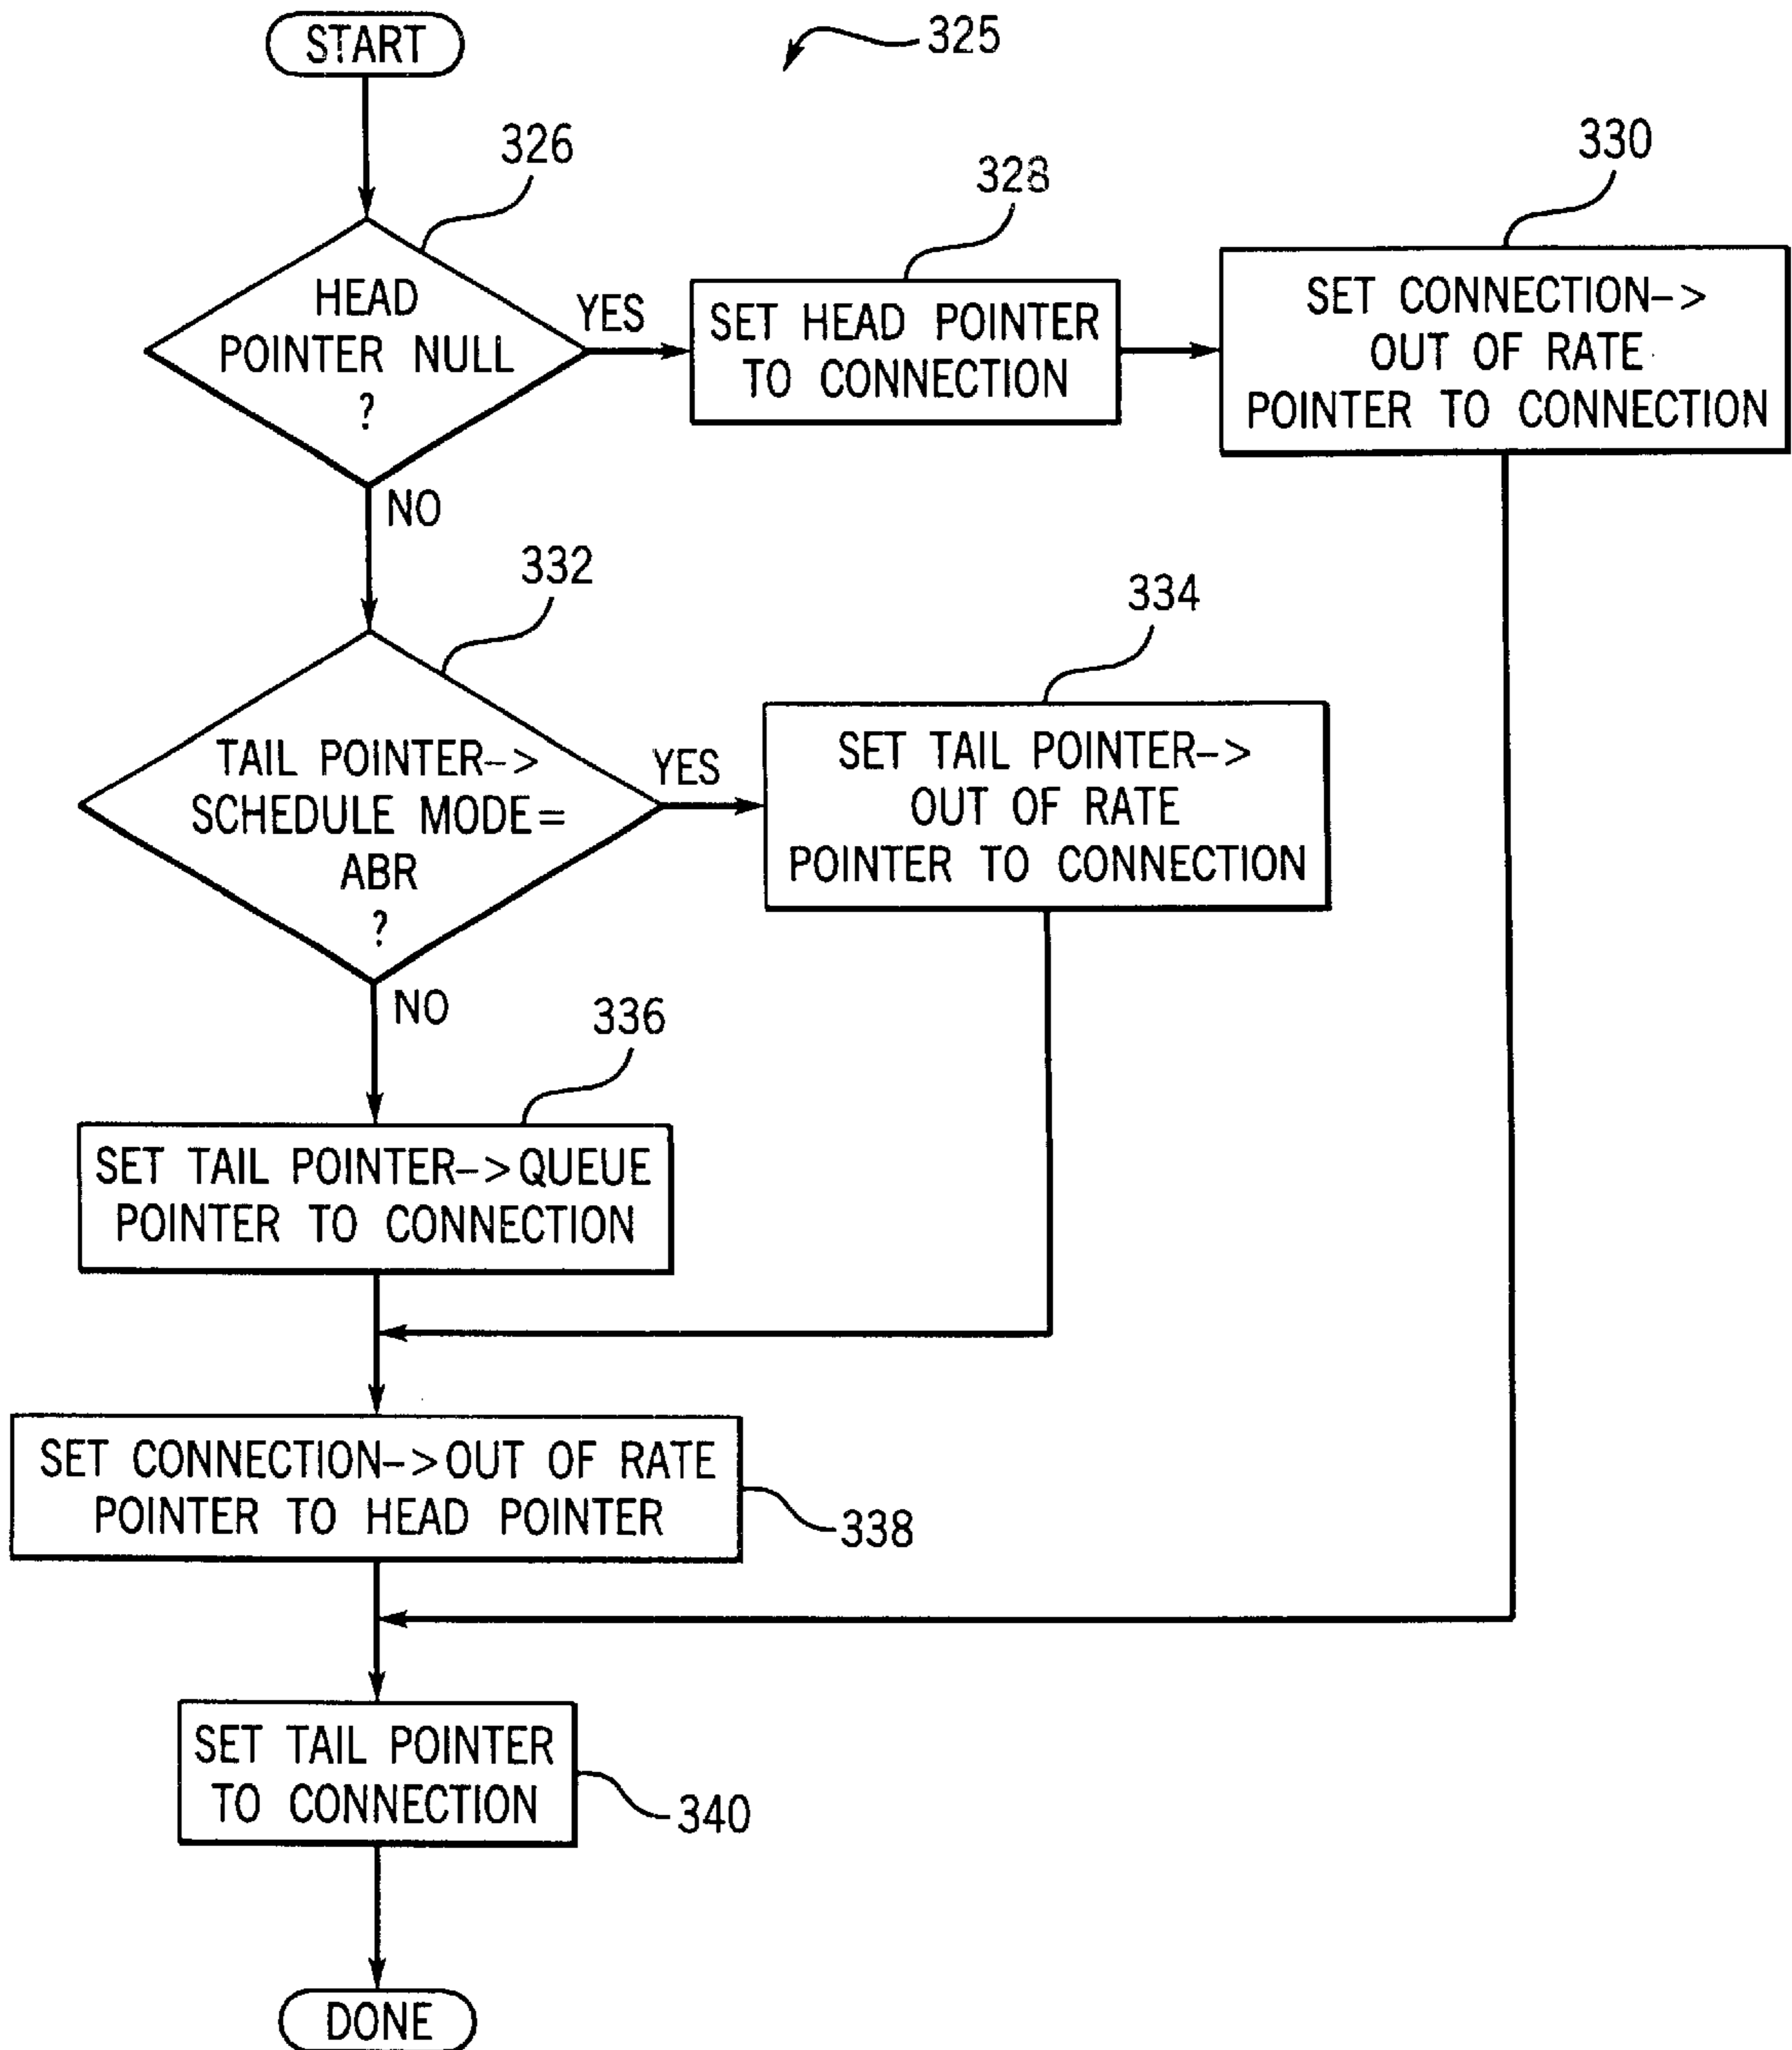 START
325
326
328
330
HEAD
POINTER NULL
?
YES
SET HEAD POINTER
TO CONNECTION
SET CONNECTION->
OUT OF RATE
POINTER TO CONNECTION
NO
332
334
TAIL POINTER->
SCHEDULE MODE=
ABR
?
YES
SET TAIL POINTER->
OUT OF RATE
POINTER TO CONNECTION
NO
336
SET TAIL POINTER->QUEUE
POINTER TO CONNECTION
SET CONNECTION->OUT OF RATE
POINTER TO HEAD POINTER
338
SET TAIL POINTER
TO CONNECTION
340
DONE